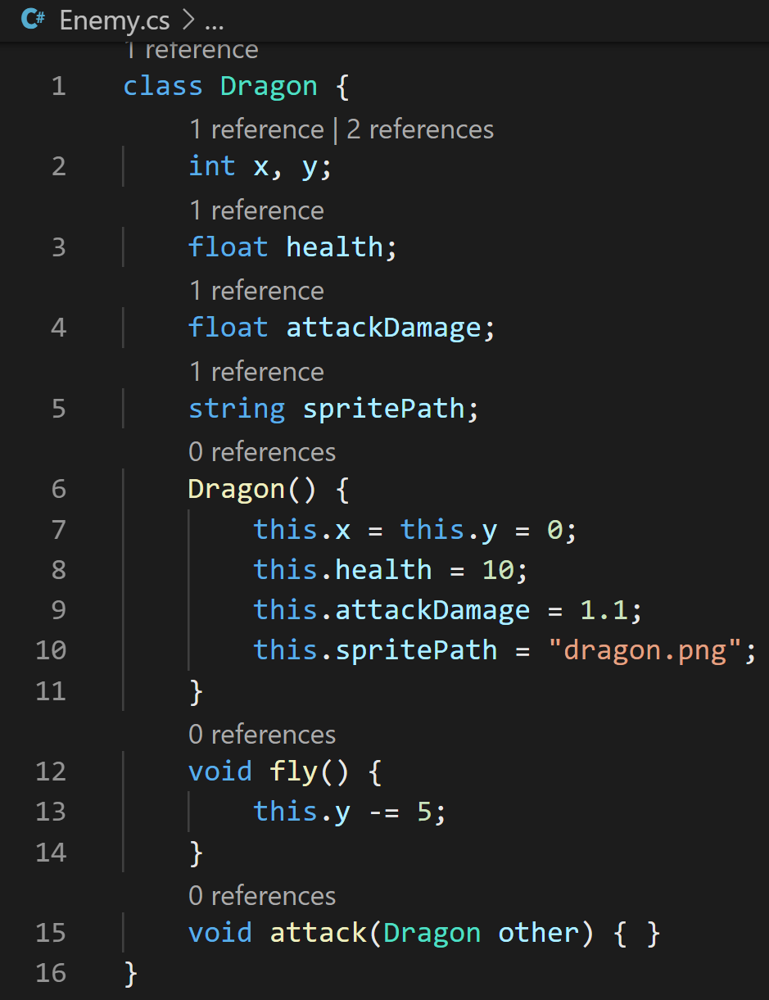 C# Enemy.cs > ...
1 reference
1 class Dragon {
1 reference | 2 references
2 int x, y;
1 reference
3 float health;
1 reference
4 float attackDamage;
1 reference
5 string spritePath;
0 references
6 Dragon() {
7 this.x = this.y = 0;
8 this.health = 10;
9 this.attackDamage = 1.1;
10 this.spritePath = "dragon.png";
11 }
0 references
12 void fly() {
13 this.y -= 5;
14 }
0 references
15 void attack(Dragon other) { }
16 }